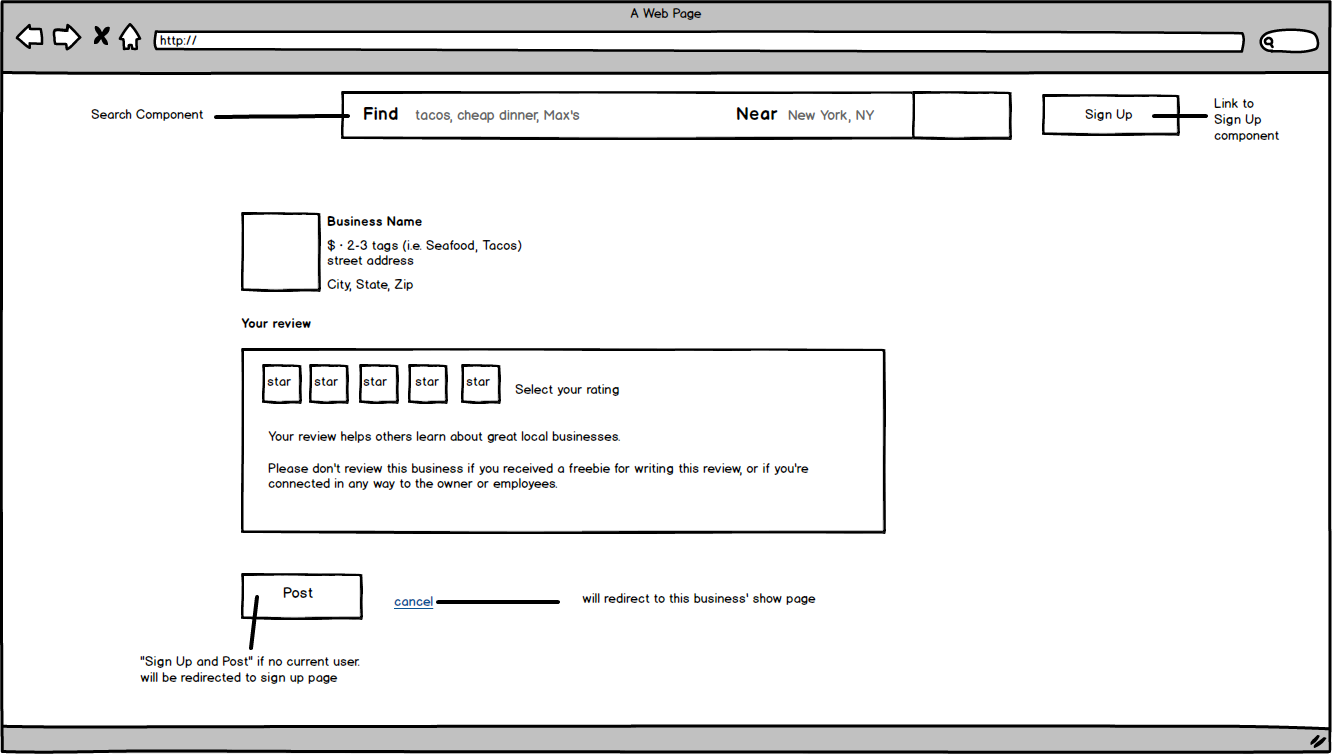 A Web Page
http://
Search Component
Find tacos, cheap dinner, Max's Near New York, NY
Sign Up
Link to
Sign Up
component
Business Name
$ · 2-3 tags (i.e. Seafood, Tacos)
street address
City, State, Zip
Your review
star star star star star Select your rating
Your review helps others learn about great local businesses.
Please don't review this business if you received a freebie for writing this review, or if you're
connected in any way to the owner or employees.
Post
cancel
will redirect to this business' show page
"Sign Up and Post" if no current user.
will be redirected to sign up page